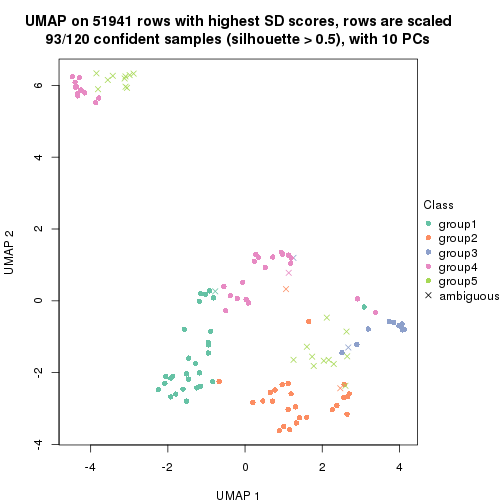 UMAP on 51941 rows with highest SD scores, rows are scaled
93/120 confident samples (silhouette > 0.5), with 10 PCs
6
4
2
0
-2
-4
UMAP 2
-4
-2
0
2
4
UMAP 1
Class
group1
group2
group3
group4
group5
ambiguous